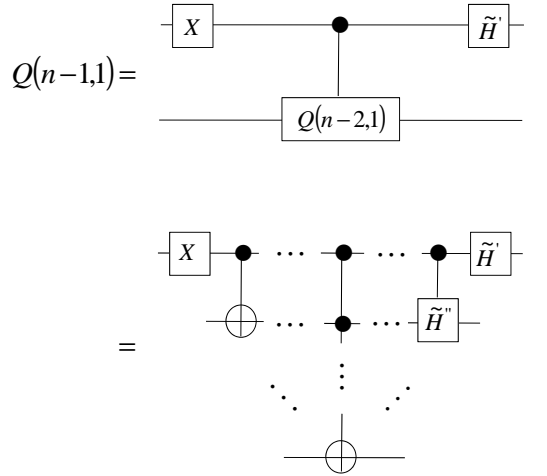 X H̃'
Q(n−1,1)=
Q(n−2,1)
X ... ... H̃'
... ... H̃"
=